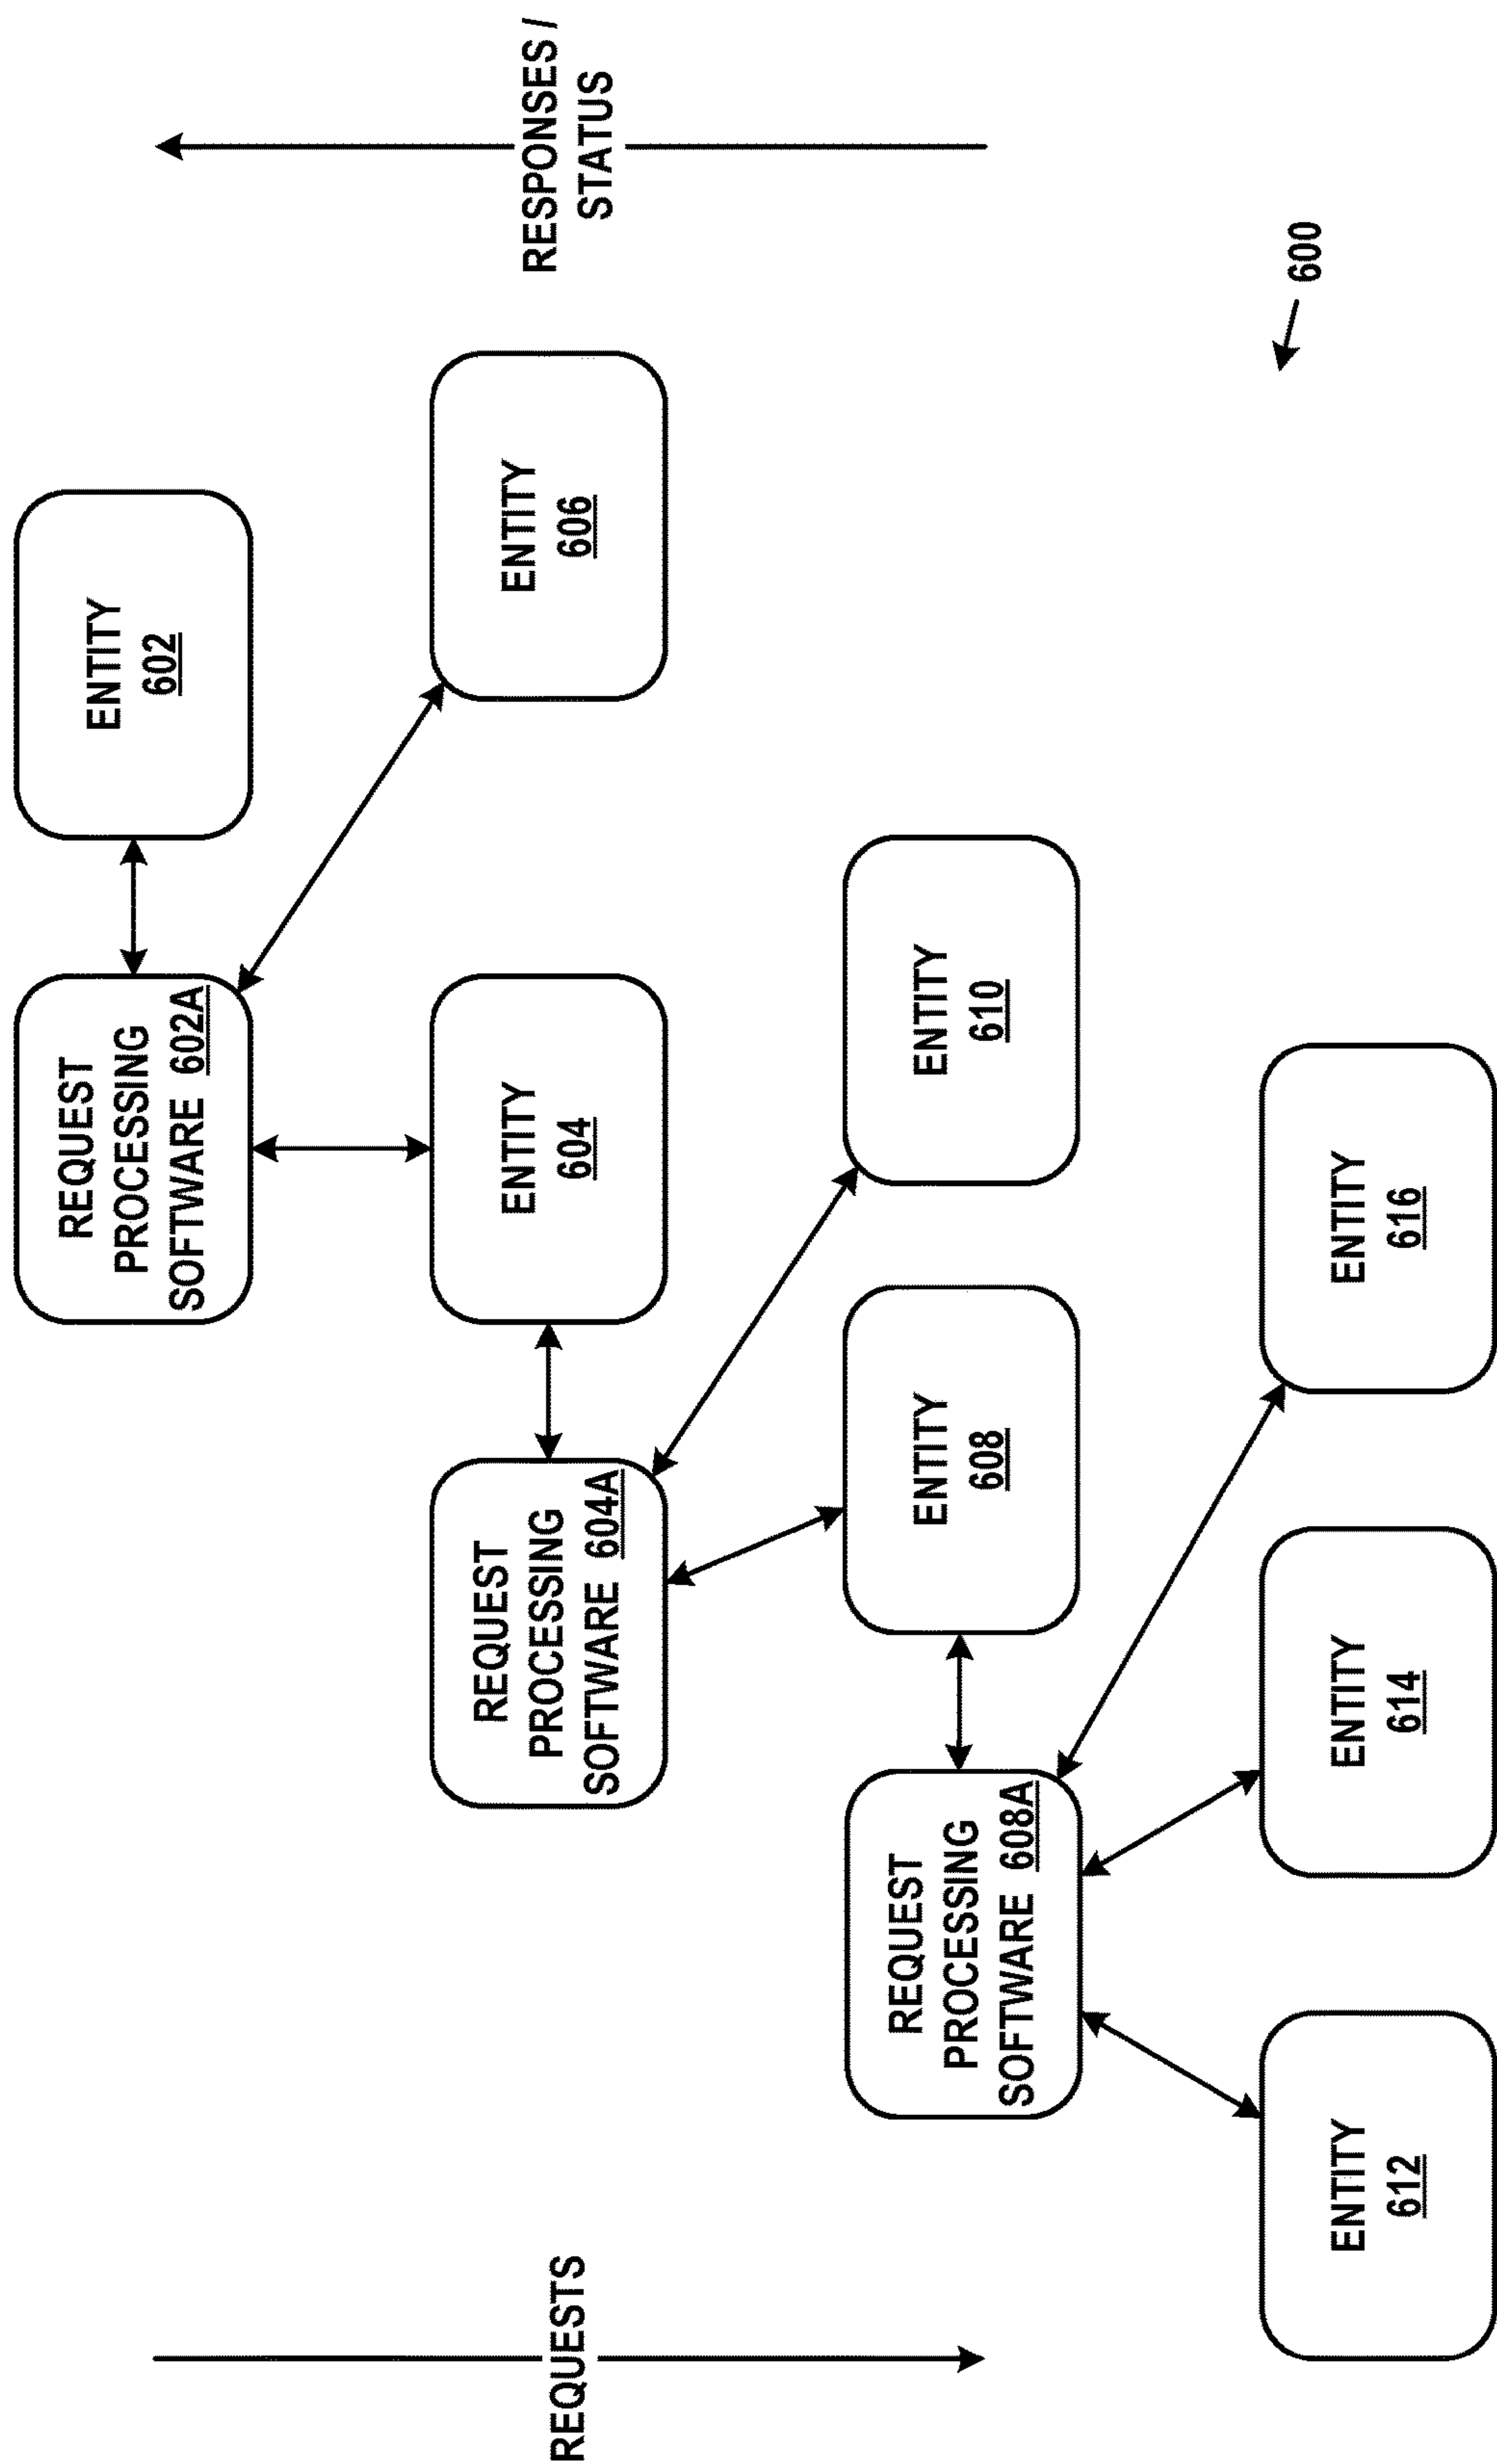 RESPONSES /
STATUS
ENTITY
602
REQUEST
PROCESSING
SOFTWARE 602A
ENTITY
606
ENTITY
604
REQUEST
PROCESSING
SOFTWARE 604A
ENTITY
610
ENTITY
608
REQUEST
PROCESSING
SOFTWARE 608A
ENTITY
616
ENTITY
614
ENTITY
612
REQUESTS
600